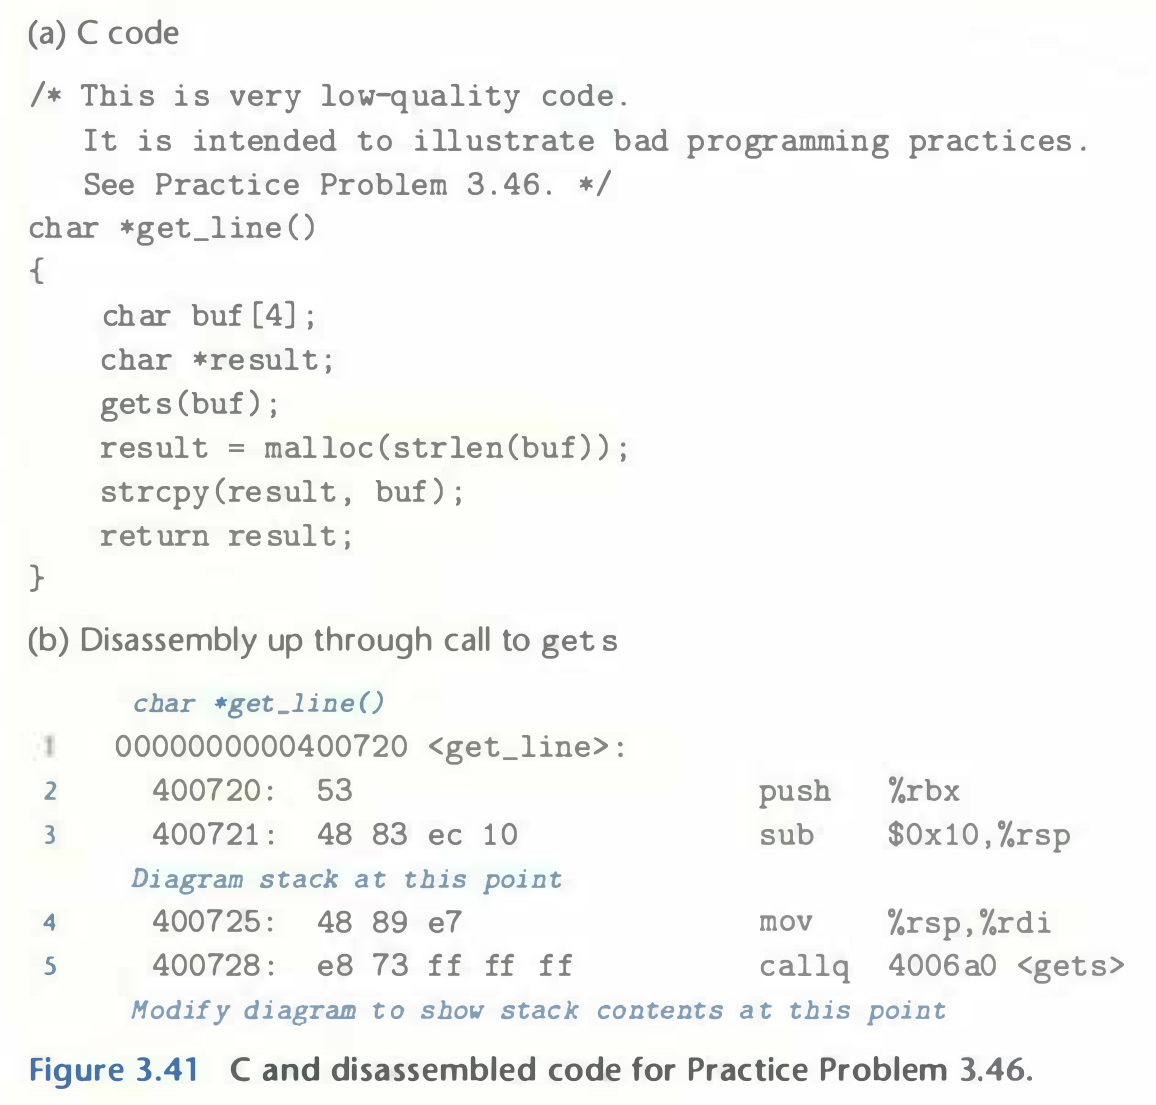 (a) C code
/* This is very low-quality code.
It is intended to illustrate bad programming practices.
See Practice Problem 3.46. */
char *get_line()
{
char buf[4];
char *result;
gets(buf);
result = malloc(strlen(buf));
strcpy(result, buf);
return result;
}
(b) Disassembly up through call to gets
char *get_line()
1 0000000000400720 <get_line>:
2 400720: 53 push %rbx
3 400721: 48 83 ec 10 sub $0x10,%rsp
Diagram stack at this point
4 400725: 48 89 e7 mov %rsp,%rdi
5 400728: e8 73 ff ff ff callq 4006a0 <gets>
Modify diagram to show stack contents at this point
Figure 3.41 C and disassembled code for Practice Problem 3.46.